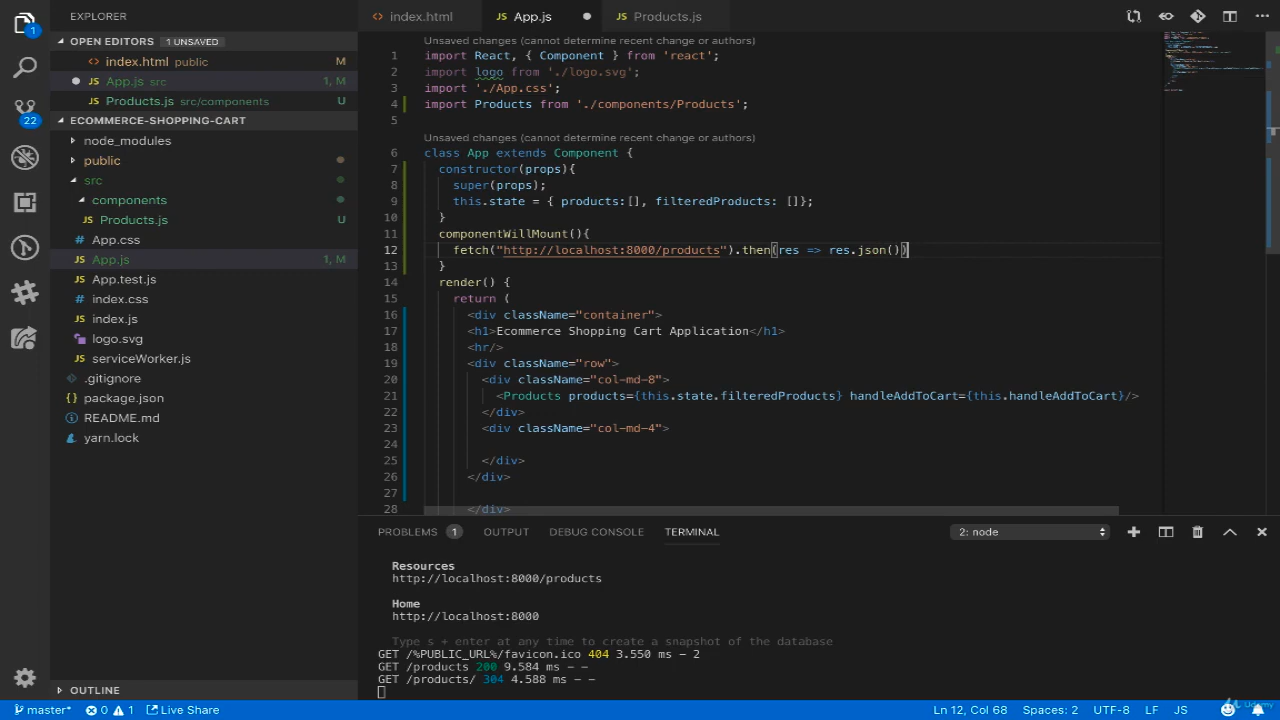 EXPLORER
index.html
App.js
Products.js
OPEN EDITORS 1 UNSAVED
index.html public M
App.js src 1, M
Products.js src/components U
22
1
ECOMMERCE-SHOPPING-CART
node_modules
public
src
components
Products.js U
App.css
App.js 1, M
App.test.js
index.css
index.js
logo.svg
serviceWorker.js
.gitignore
package.json
README.md
yarn.lock
OUTLINE
Unsaved changes (cannot determine recent change or authors)
1 import React, { Component } from 'react';
2 import logo from './logo.svg';
3 import './App.css';
4 import Products from './components/Products';
5
Unsaved changes (cannot determine recent change or authors)
6 class App extends Component {
7 constructor(props){
8 super(props);
9 this.state = { products:[], filteredProducts: []};
10 }
11 componentWillMount(){
12 fetch("http://localhost:8000/products").then(res => res.json())
13 }
14 render() {
15 return (
16 <div className="container">
17 <h1>Ecommerce Shopping Cart Application</h1>
18 <hr/>
19 <div className="row">
20 <div className="col-md-8">
21 <Products products={this.state.filteredProducts} handleAddToCart={this.handleAddToCart}/>
22 </div>
23 <div className="col-md-4">
24
25 </div>
26 </div>
27
28 </div>
PROBLEMS 1 OUTPUT DEBUG CONSOLE TERMINAL 2: node
Resources
http://localhost:8000/products
Home
http://localhost:8000
Type s + enter at any time to create a snapshot of the database
GET /%PUBLIC_URL%/favicon.ico 404 3.550 ms - 2
GET /products 200 9.584 ms - -
GET /products/ 304 4.588 ms - -
master* 0 1 Live Share Ln 12, Col 68 Spaces: 2 UTF-8 LF JS
Udemy